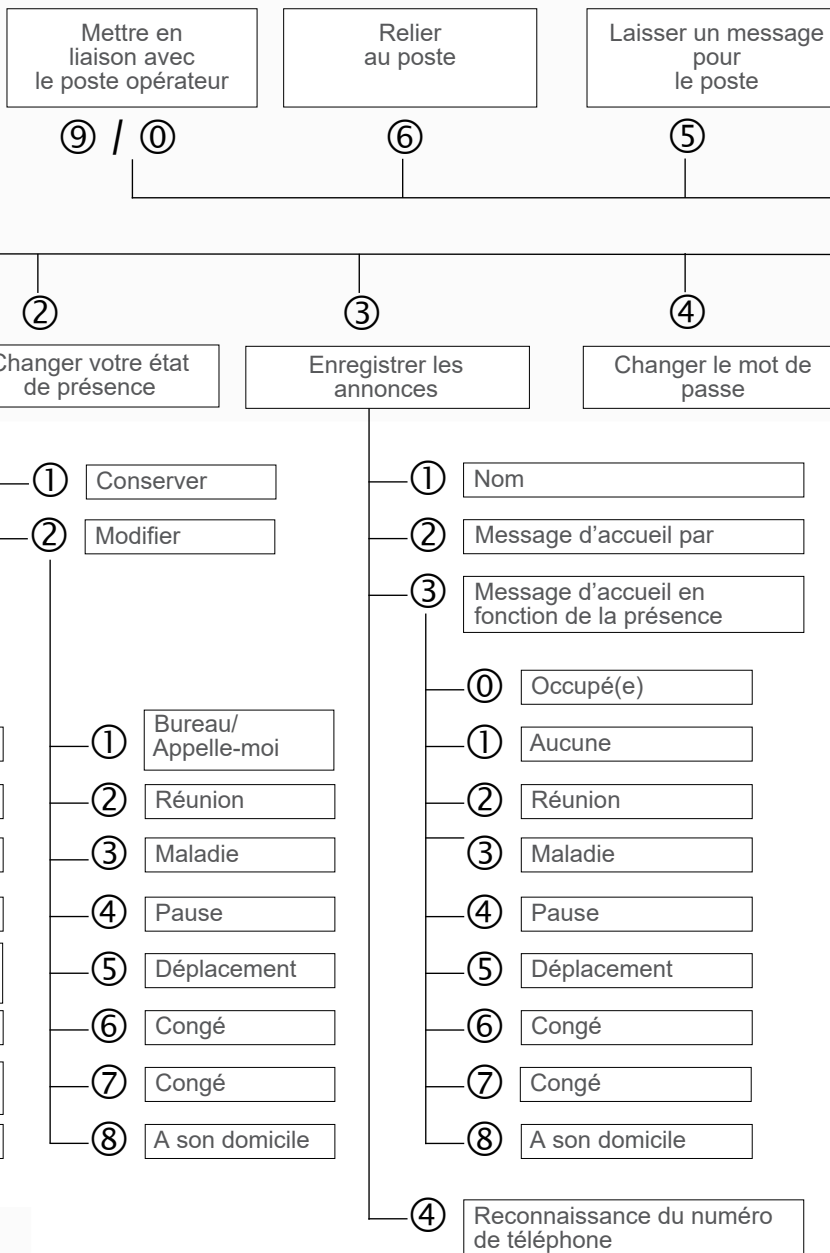 Mettre en
liaison avec
le poste opérateur
Relier
au poste
Laisser un message
pour
le poste
⑨ / ⓪
⑥
⑤
②
③
④
Changer votre état
de présence
Enregistrer les
annonces
Changer le mot de
passe
① Conserver
② Modifier
① Bureau/
Appelle-moi
② Réunion
③ Maladie
④ Pause
⑤ Déplacement
⑥ Congé
⑦ Congé
⑧ A son domicile
① Nom
② Message d’accueil par
③ Message d’accueil en
fonction de la présence
⓪ Occupé(e)
① Aucune
② Réunion
③ Maladie
④ Pause
⑤ Déplacement
⑥ Congé
⑦ Congé
⑧ A son domicile
④ Reconnaissance du numéro
de téléphone